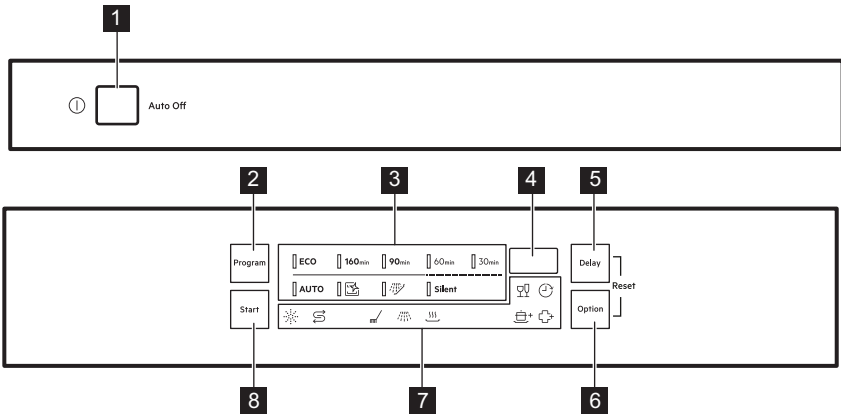 1
Auto Off
2 3 4 5
Program ECO 160min 90min 60min 30min Delay
Reset
AUTO Silent
Start Option
8 7 6